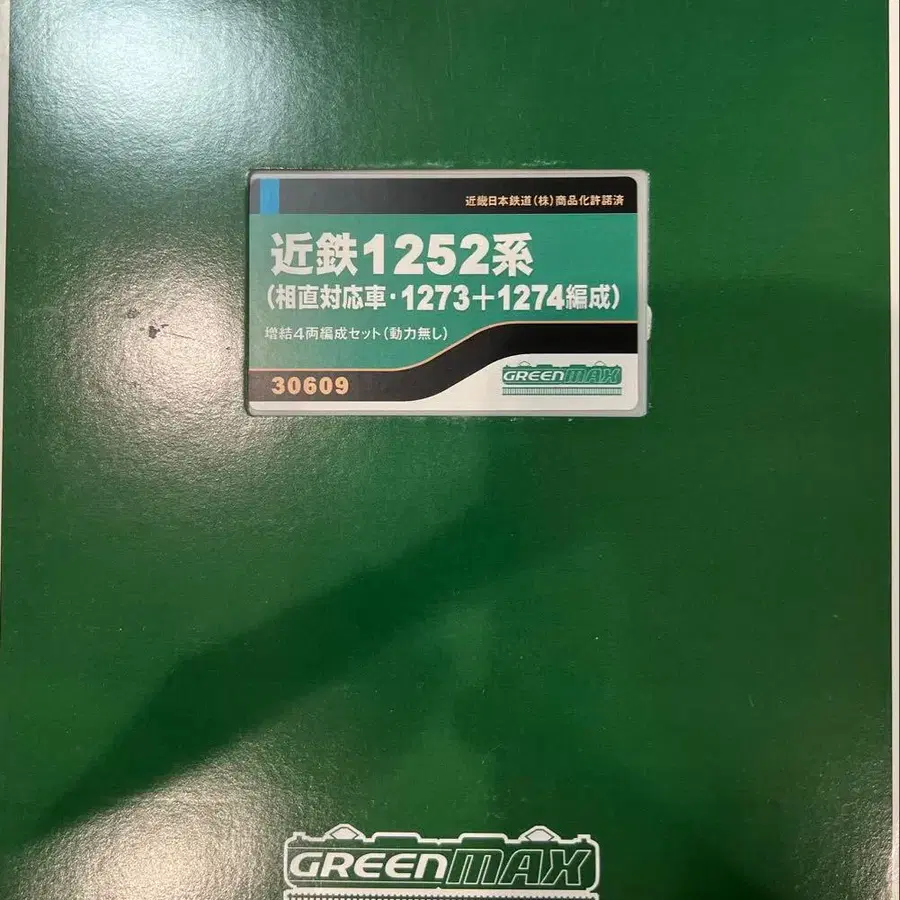 近畿日本鉄道(株)商品化許諾済
近鉄1252系
(相直対応車・1273+1274編成)
増結4両編成セット(動力無し)
30609
GREENMAX
GREENMAX